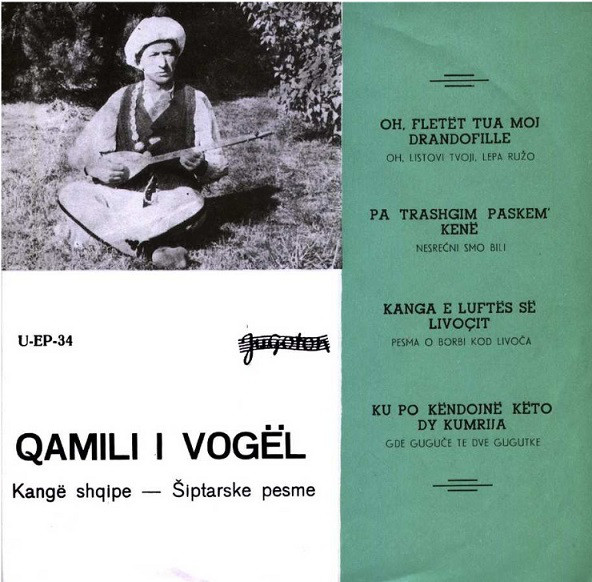 U-EP-34
Jugoton
QAMILI I VOGËL
Kangë shqipe — Šiptarske pesme
OH, FLETËT TUA MOJ
DRANDOFILLE
OH, LISTOVI TVOJI, LEPA RUŽO
PA TRASHGIM PASKEM'
KENË
NESREĆNI SMO BILI
KANGA E LUFTËS SË
LIVOÇIT
PESMA O BORBI KOD LIVOČA
KU PO KËNDOJNË KËTO
DY KUMRIJA
GDE GUGUČE TE DVE GUGUTKE